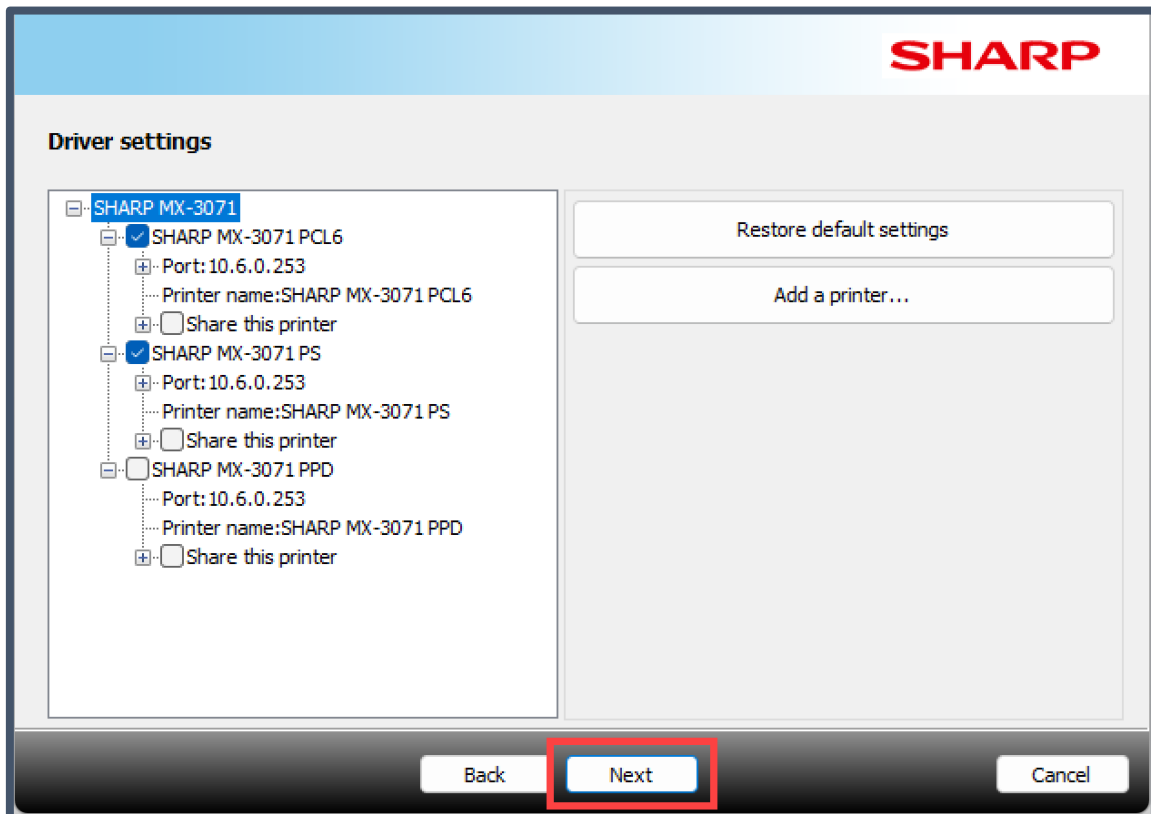 SHARP
Driver settings
SHARP MX-3071
SHARP MX-3071 PCL6
Port:10.6.0.253
Printer name:SHARP MX-3071 PCL6
Share this printer
SHARP MX-3071 PS
Port:10.6.0.253
Printer name:SHARP MX-3071 PS
Share this printer
SHARP MX-3071 PPD
Port:10.6.0.253
Printer name:SHARP MX-3071 PPD
Share this printer
Restore default settings
Add a printer...
Back
Next
Cancel